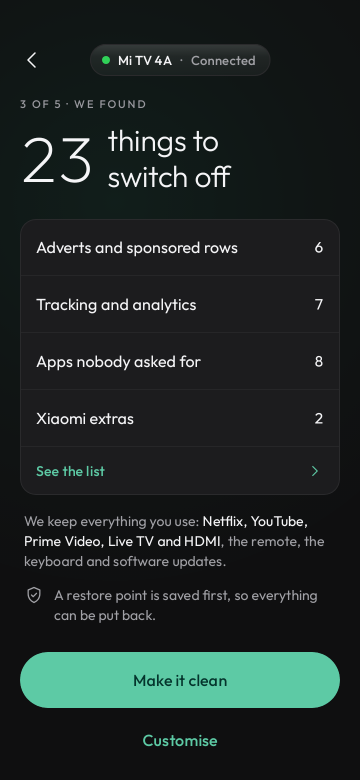 Mi TV 4A · Connected
3 OF 5 · WE FOUND
23 things to
switch off
Adverts and sponsored rows 6
Tracking and analytics 7
Apps nobody asked for 8
Xiaomi extras 2
See the list
We keep everything you use: Netflix, YouTube,
Prime Video, Live TV and HDMI, the remote, the
keyboard and software updates.
A restore point is saved first, so everything
can be put back.
Make it clean
Customise